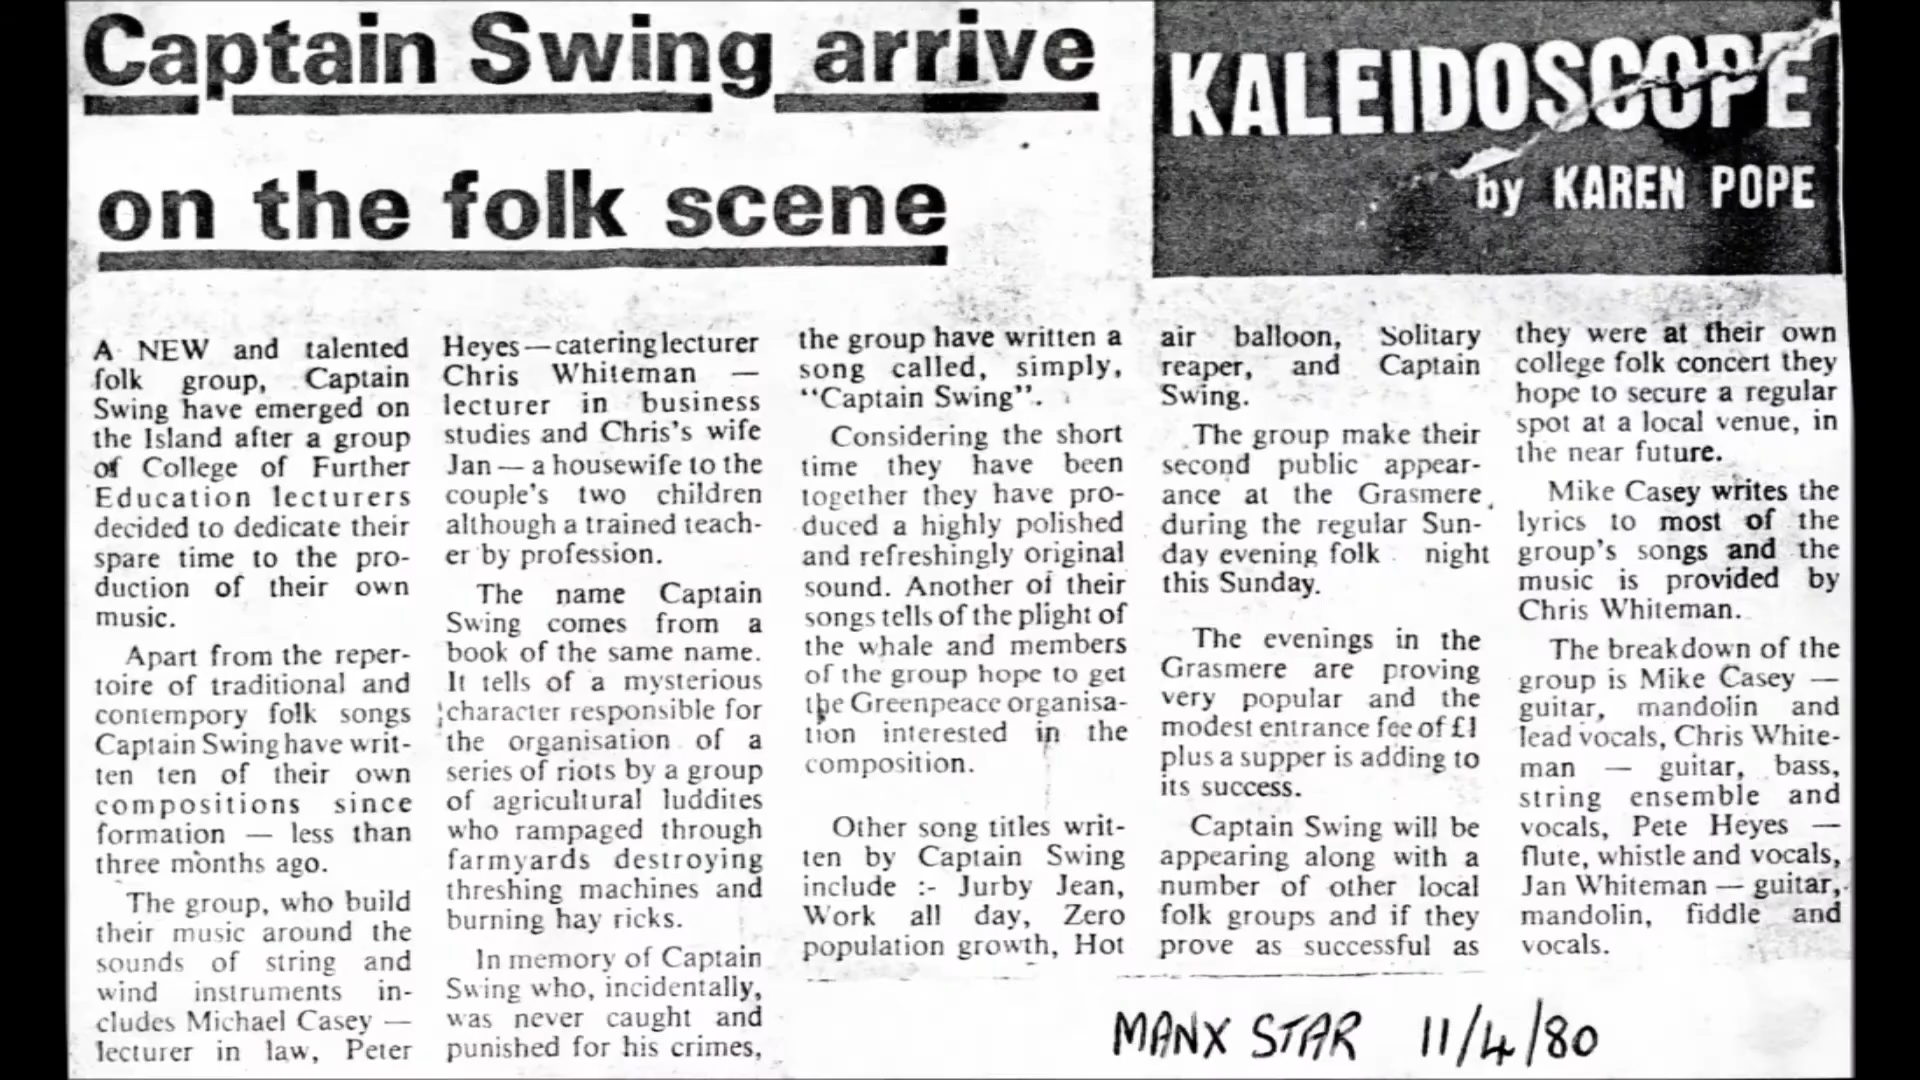 Captain Swing arrive
on the folk scene
KALEIDOSCOPE
by KAREN POPE
A NEW and talented
folk group, Captain
Swing have emerged on
the Island after a group
of College of Further
Education lecturers
decided to dedicate their
spare time to the pro-
duction of their own
music.
Apart from the reper-
toire of traditional and
contempory folk songs
Captain Swing have writ-
ten ten of their own
compositions since
formation — less than
three months ago.
The group, who build
their music around the
sounds of string and
wind instruments in-
cludes Michael Casey —
lecturer in law, Peter
Heyes — catering lecturer
Chris Whiteman —
lecturer in business
studies and Chris's wife
Jan — a housewife to the
couple's two children
although a trained teach-
er by profession.
The name Captain
Swing comes from a
book of the same name.
It tells of a mysterious
character responsible for
the organisation of a
series of riots by a group
of agricultural luddites
who rampaged through
farmyards destroying
threshing machines and
burning hay ricks.
In memory of Captain
Swing who, incidentally,
was never caught and
punished for his crimes,
the group have written a
song called, simply,
"Captain Swing".
Considering the short
time they have been
together they have pro-
duced a highly polished
and refreshingly original
sound. Another of their
songs tells of the plight of
the whale and members
of the group hope to get
the Greenpeace organisa-
tion interested in the
composition.
Other song titles writ-
ten by Captain Swing
include :- Jurby Jean,
Work all day, Zero
population growth, Hot
air balloon, Solitary
reaper, and Captain
Swing.
The group make their
second public appear-
ance at the Grasmere
during the regular Sun-
day evening folk night
this Sunday.
The evenings in the
Grasmere are proving
very popular and the
modest entrance fee of £1
plus a supper is adding to
its success.
Captain Swing will be
appearing along with a
number of other local
folk groups and if they
prove as successful as
they were at their own
college folk concert they
hope to secure a regular
spot at a local venue, in
the near future.
Mike Casey writes the
lyrics to most of the
group's songs and the
music is provided by
Chris Whiteman.
The breakdown of the
group is Mike Casey —
guitar, mandolin and
lead vocals, Chris White-
man — guitar, bass,
string ensemble and
vocals, Pete Heyes —
flute, whistle and vocals,
Jan Whiteman — guitar,
mandolin, fiddle and
vocals.
MANX STAR 11/4/80